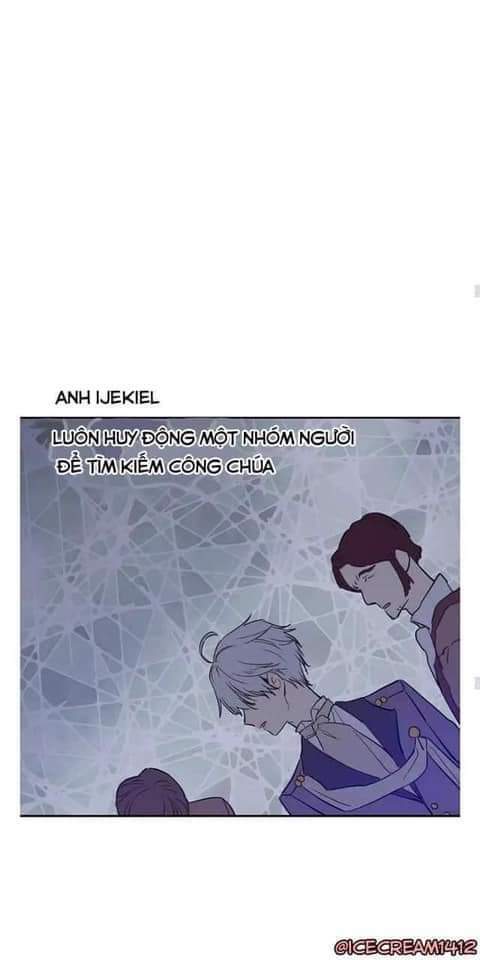 ANH IJEKIEL
LUÔN HUY ĐỘNG MỘT NHÓM NGƯỜI
ĐỂ TÌM KIẾM CÔNG CHÚA
@ICECREAM1412